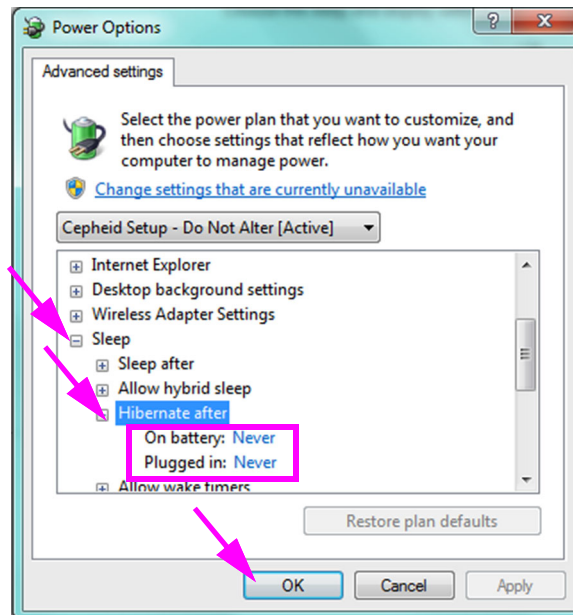 Power Options
Advanced settings
Select the power plan that you want to customize, and
then choose settings that reflect how you want your
computer to manage power.
Change settings that are currently unavailable
Cepheid Setup - Do Not Alter [Active]
Internet Explorer
Desktop background settings
Wireless Adapter Settings
Sleep
Sleep after
Allow hybrid sleep
Hibernate after
On battery: Never
Plugged in: Never
Allow wake timers
Restore plan defaults
OK Cancel Apply